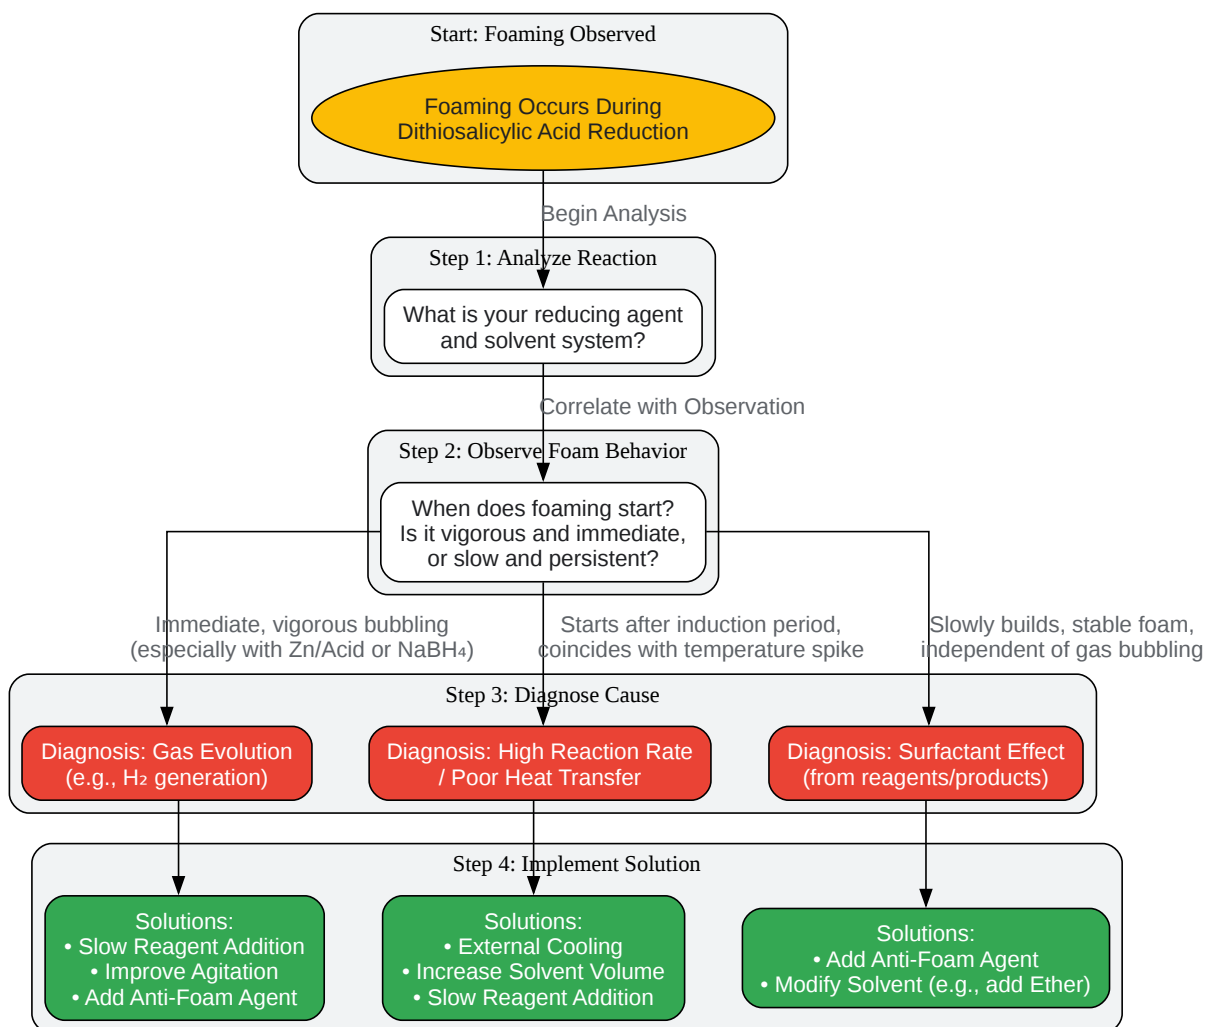 Start: Foaming Observed
Foaming Occurs During
Dithiosalicylic Acid Reduction
Begin Analysis
Step 1: Analyze Reaction
What is your reducing agent
and solvent system?
Correlate with Observation
Step 2: Observe Foam Behavior
When does foaming start?
Is it vigorous and immediate,
or slow and persistent?
Immediate, vigorous bubbling
(especially with Zn/Acid or NaBH₄)
Starts after induction period,
coincides with temperature spike
Slowly builds, stable foam,
independent of gas bubbling
Step 3: Diagnose Cause
Diagnosis: Gas Evolution
(e.g., H₂ generation)
Diagnosis: High Reaction Rate
/ Poor Heat Transfer
Diagnosis: Surfactant Effect
(from reagents/products)
Step 4: Implement Solution
Solutions:
• Slow Reagent Addition
• Improve Agitation
• Add Anti-Foam Agent
Solutions:
• External Cooling
• Increase Solvent Volume
• Slow Reagent Addition
Solutions:
• Add Anti-Foam Agent
• Modify Solvent (e.g., add Ether)